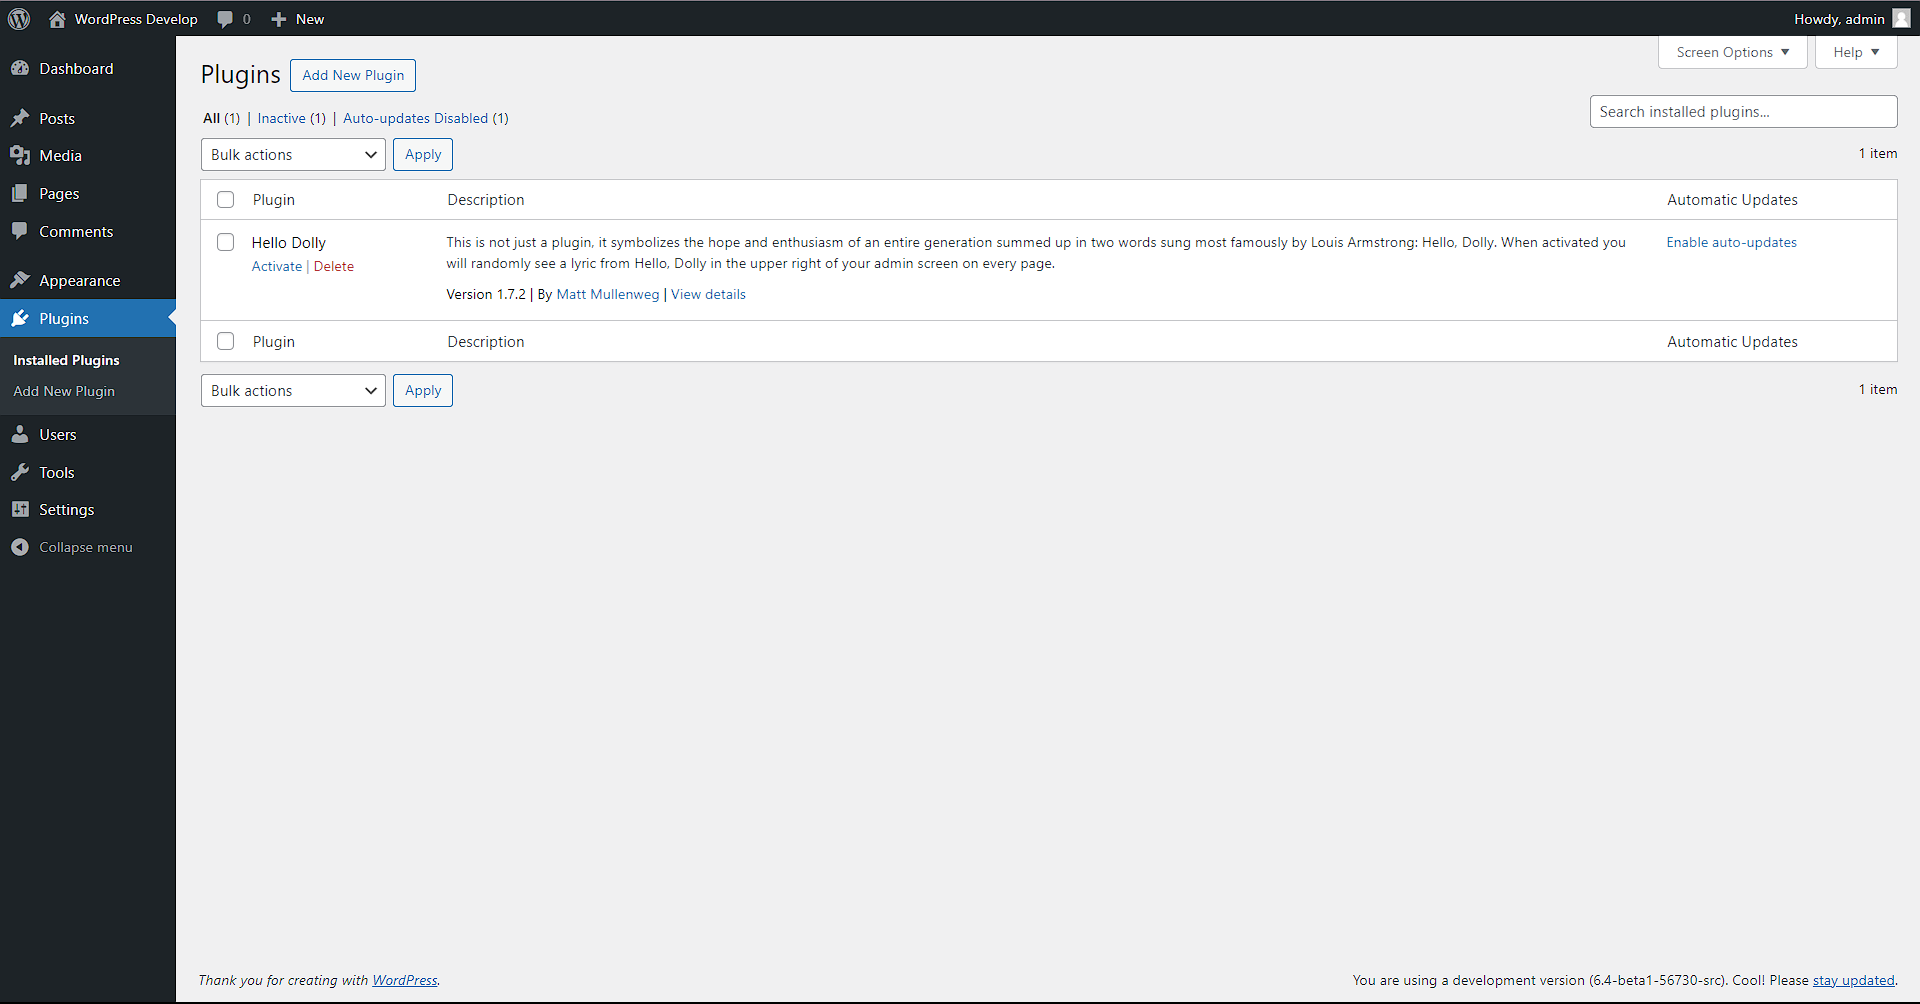 WordPress Develop 0 New Howdy, admin
Dashboard
Posts
Media
Pages
Comments
Appearance
Plugins
Installed Plugins
Add New Plugin
Users
Tools
Settings
Collapse menu
Screen Options Help
Plugins Add New Plugin
All (1) | Inactive (1) | Auto-updates Disabled (1)
Search installed plugins...
Bulk actions Apply
1 item
Plugin Description Automatic Updates
Hello Dolly
Activate | Delete
This is not just a plugin, it symbolizes the hope and enthusiasm of an entire generation summed up in two words sung most famously by Louis Armstrong: Hello, Dolly. When activated you
will randomly see a lyric from Hello, Dolly in the upper right of your admin screen on every page.
Version 1.7.2 | By Matt Mullenweg | View details
Enable auto-updates
Plugin Description Automatic Updates
Bulk actions Apply
1 item
Thank you for creating with WordPress.
You are using a development version (6.4-beta1-56730-src). Cool! Please stay updated.